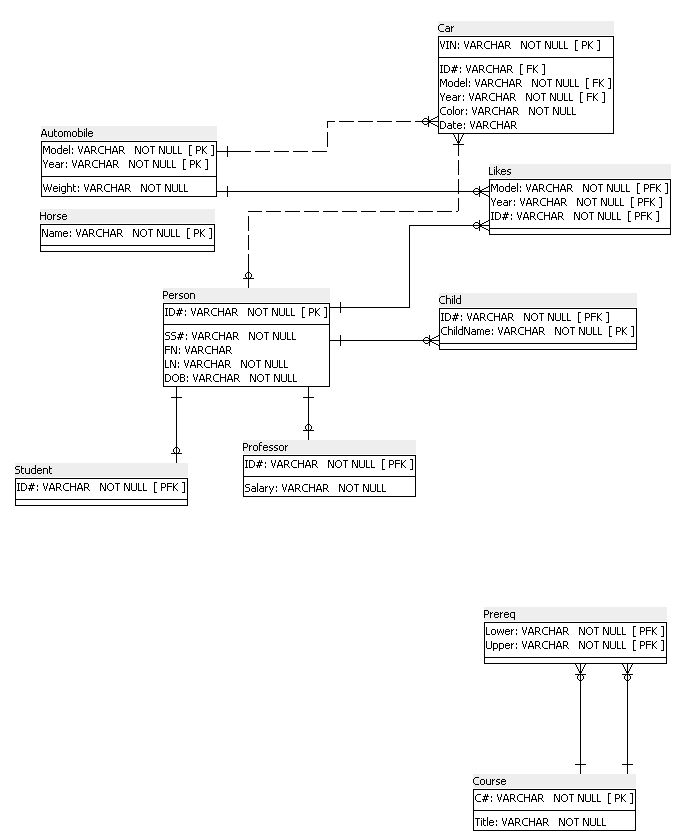 Car
VIN: VARCHAR NOT NULL [ PK ]
ID#: VARCHAR [ FK ]
Model: VARCHAR NOT NULL [ FK ]
Year: VARCHAR NOT NULL [ FK ]
Color: VARCHAR NOT NULL
Date: VARCHAR
Automobile
Model: VARCHAR NOT NULL [ PK ]
Year: VARCHAR NOT NULL [ PK ]
Weight: VARCHAR NOT NULL
Likes
Model: VARCHAR NOT NULL [ PFK ]
Year: VARCHAR NOT NULL [ PFK ]
ID#: VARCHAR NOT NULL [ PFK ]
Horse
Name: VARCHAR NOT NULL [ PK ]
Person
ID#: VARCHAR NOT NULL [ PK ]
SS#: VARCHAR NOT NULL
FN: VARCHAR
LN: VARCHAR NOT NULL
DOB: VARCHAR NOT NULL
Child
ID#: VARCHAR NOT NULL [ PFK ]
ChildName: VARCHAR NOT NULL [ PK ]
Professor
ID#: VARCHAR NOT NULL [ PFK ]
Salary: VARCHAR NOT NULL
Student
ID#: VARCHAR NOT NULL [ PFK ]
Prereq
Lower: VARCHAR NOT NULL [ PFK ]
Upper: VARCHAR NOT NULL [ PFK ]
Course
C#: VARCHAR NOT NULL [ PK ]
Title: VARCHAR NOT NULL